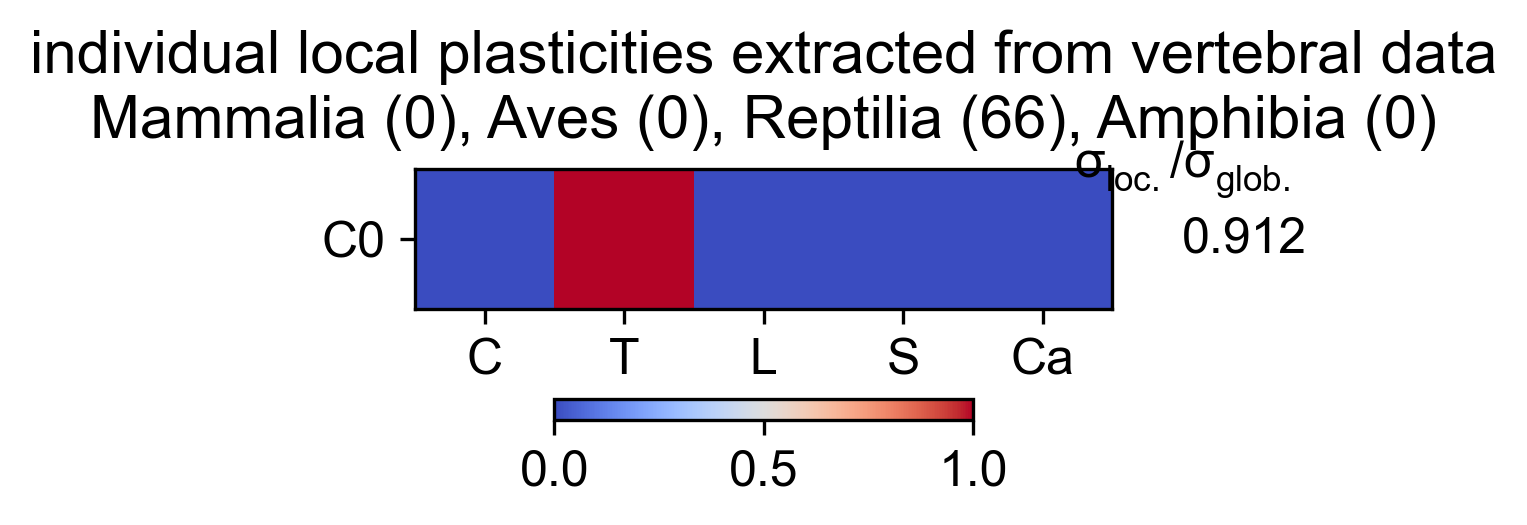 individual local plasticities extracted from vertebral data
Mammalia (0), Aves (0), Reptilia (66), Amphibia (0)
σloc. /σglob.
C0 0.912
C T L S Ca
0.0 0.5 1.0